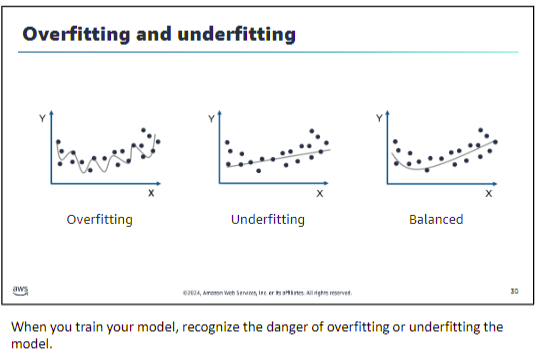 Overfitting and underfitting
Y
X
Overfitting
Y
X
Underfitting
Y
X
Balanced
aws
©2024, Amazon Web Services, Inc. or its affiliates. All rights reserved.
30
When you train your model, recognize the danger of overfitting or underfitting the
model.